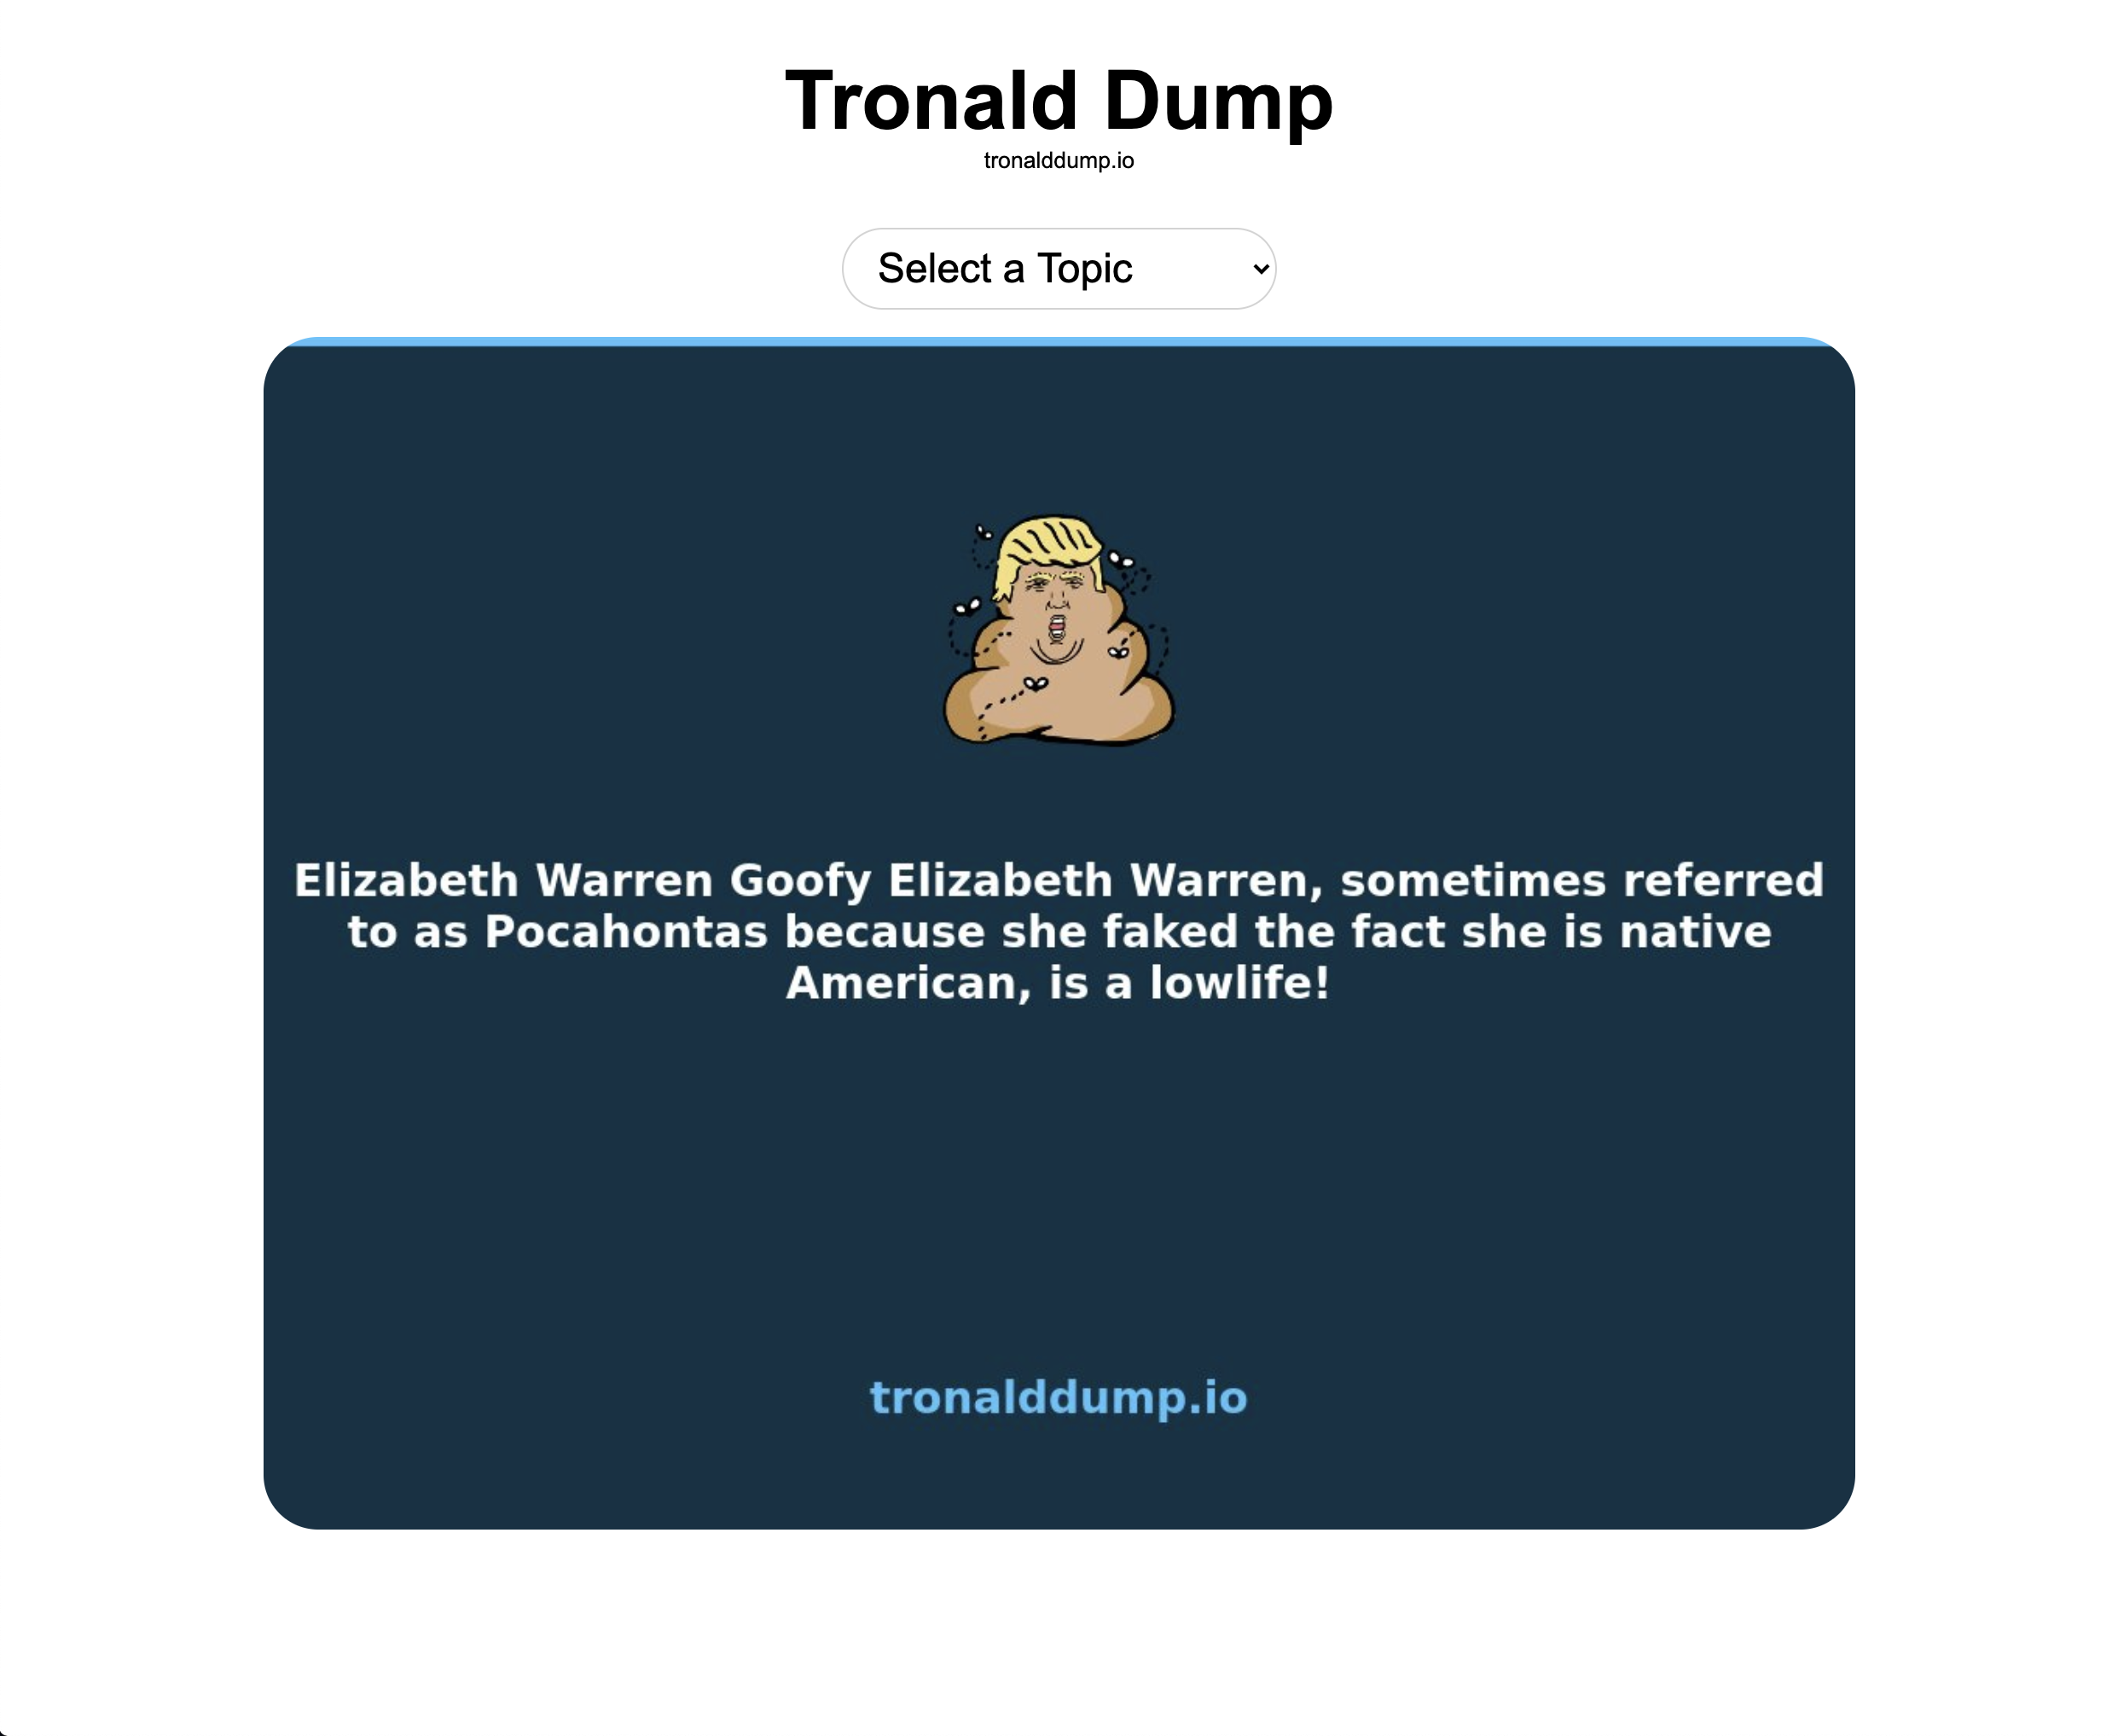 Tronald Dump
tronalddump.io
Select a Topic
Elizabeth Warren Goofy Elizabeth Warren, sometimes referred
to as Pocahontas because she faked the fact she is native
American, is a lowlife!
tronalddump.io